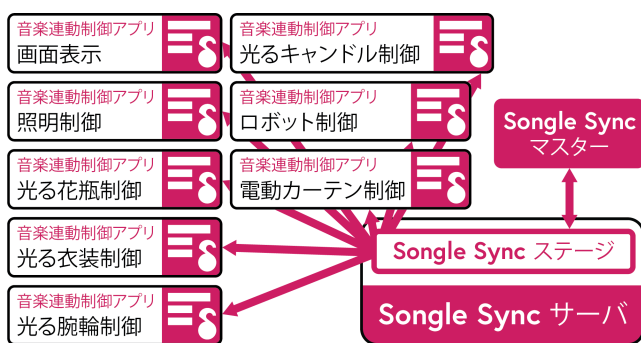 音楽連動制御アプリ
画面表示
音楽連動制御アプリ
光るキャンドル制御
音楽連動制御アプリ
照明制御
音楽連動制御アプリ
ロボット制御
音楽連動制御アプリ
光る花瓶制御
音楽連動制御アプリ
電動カーテン制御
音楽連動制御アプリ
光る衣装制御
音楽連動制御アプリ
光る腕輪制御
Songle Sync
マスター
Songle Sync ステージ
Songle Sync サーバ